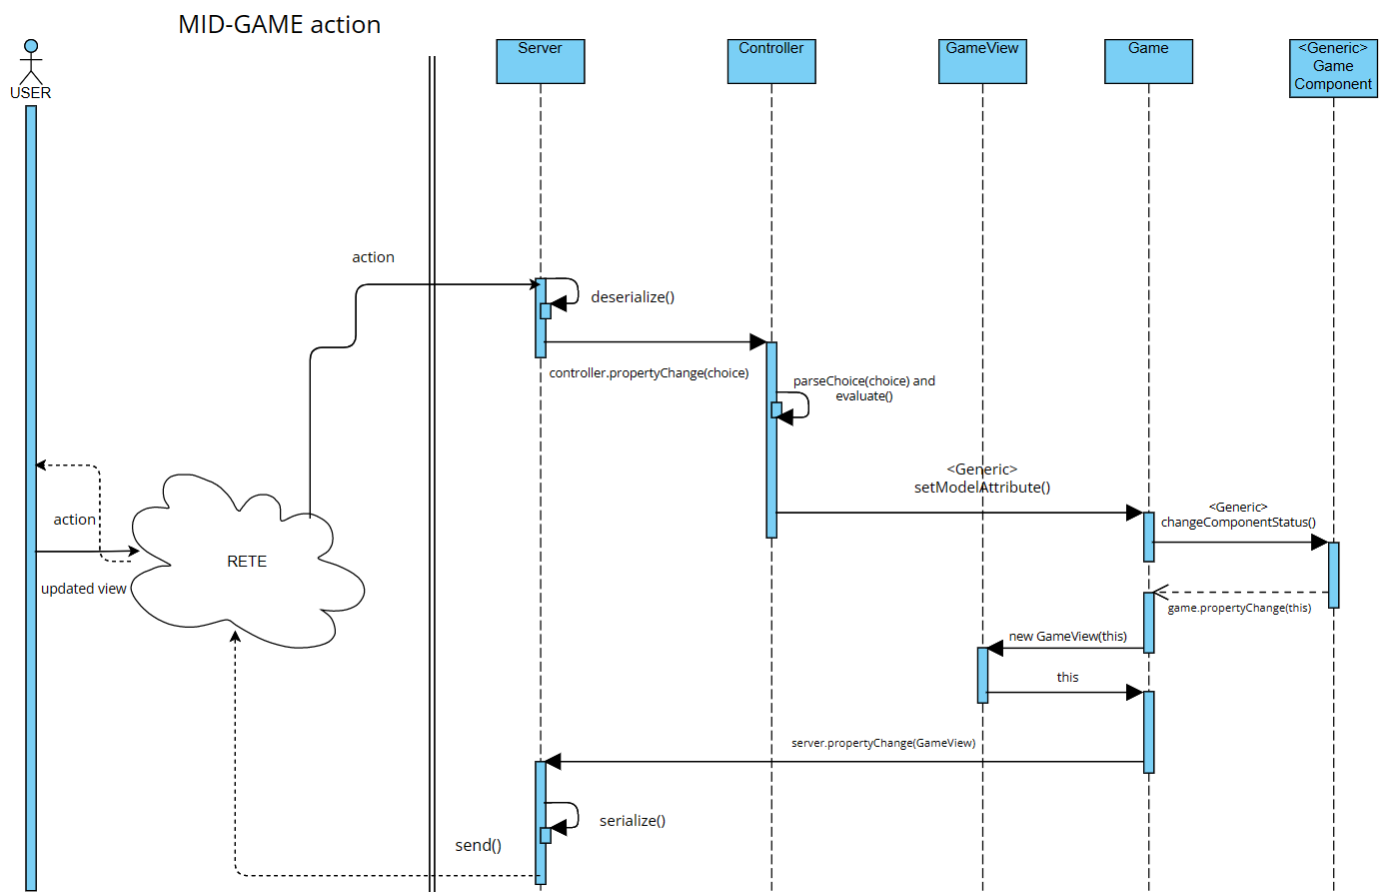 MID-GAME action
USER
Server
Controller
GameView
Game
<Generic>
Game
Component
action
deserialize()
controller.propertyChange(choice)
parseChoice(choice) and
evaluate()
<Generic>
setModelAttribute()
<Generic>
changeComponentStatus()
action
RETE
updated view
game.propertyChange(this)
new GameView(this)
this
server.propertyChange(GameView)
serialize()
send()